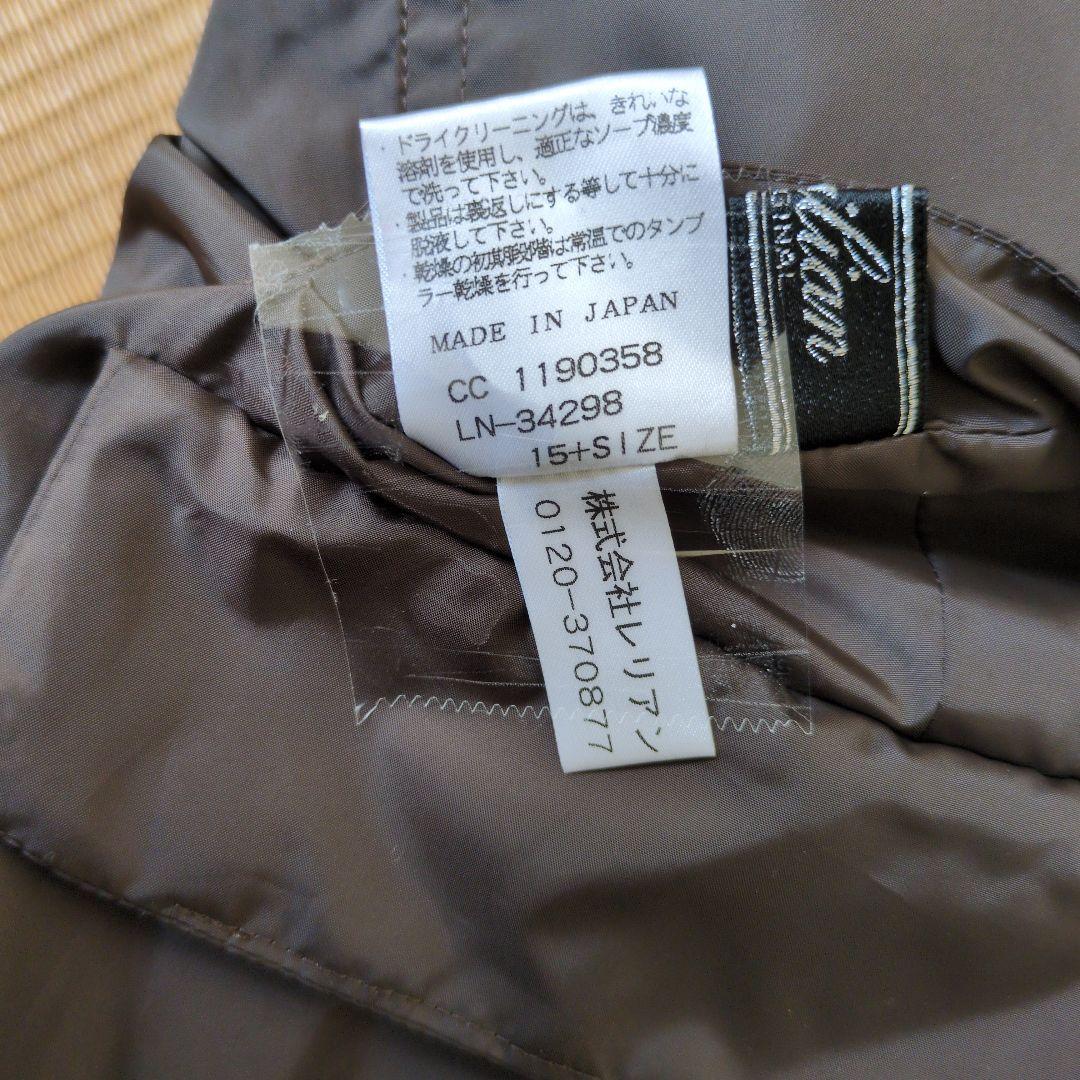 ・ドライクリーニングは、きれいな
溶剤を使用し、適正なソープ濃度
で洗って下さい。
・製品は裏返しにする等して十分に
脱液して下さい。
・乾燥の初期段階は常温でのタンブ
ラー乾燥を行って下さい。
MADE IN JAPAN
CC 1190358
LN-34298
15+SIZE
株式会社レリアン
0120-370877